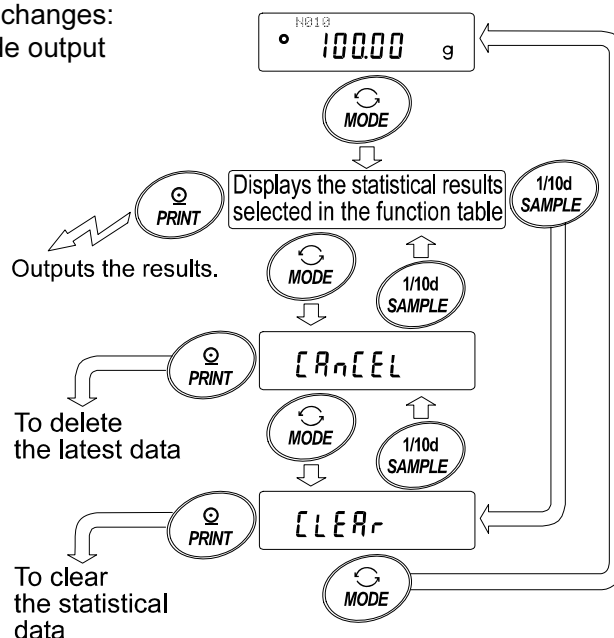 changes:
le output
N010
100.00 g
MODE
Displays the statistical results
selected in the function table
PRINT
1/10d
SAMPLE
Outputs the results.
MODE
1/10d
SAMPLE
PRINT
CAnCEL
To delete
the latest data
MODE
1/10d
SAMPLE
PRINT
CLEAr
To clear
the statistical
data
MODE